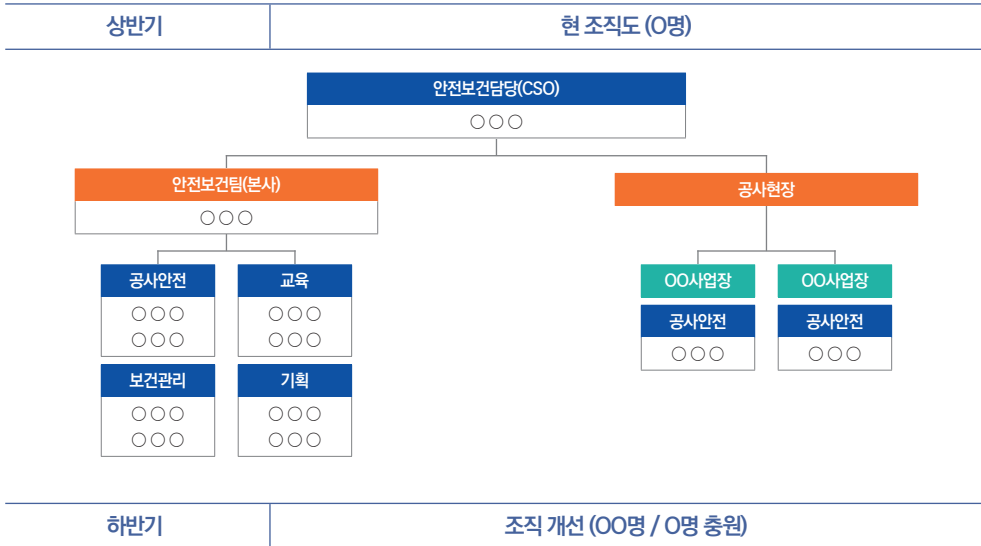 상반기 현 조직도 (O명)
안전보건담당(CSO)
○○○
안전보건팀(본사) 공사현장
○○○
공사안전 교육 OO사업장 OO사업장
○○○ ○○○ 공사안전 공사안전
○○○ ○○○ ○○○ ○○○
보건관리 기획
○○○ ○○○
○○○ ○○○
하반기 조직 개선 (OO명 / O명 충원)